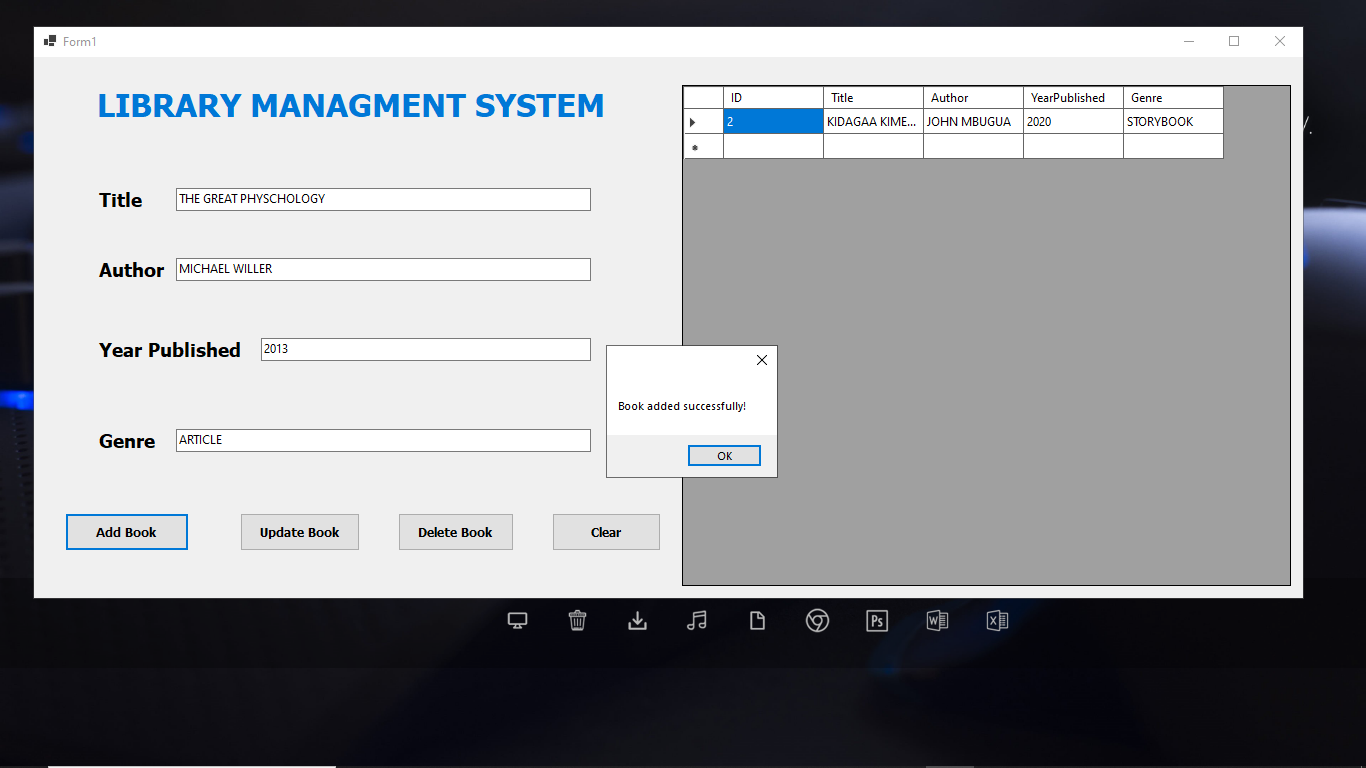 Form1
LIBRARY MANAGMENT SYSTEM
Title THE GREAT PHYSCHOLOGY
Author MICHAEL WILLER
Year Published 2013
Genre ARTICLE
Add Book Update Book Delete Book Clear
ID Title Author YearPublished Genre
2 KIDAGAA KIME... JOHN MBUGUA 2020 STORYBOOK
Book added successfully!
OK
Ps
W
X